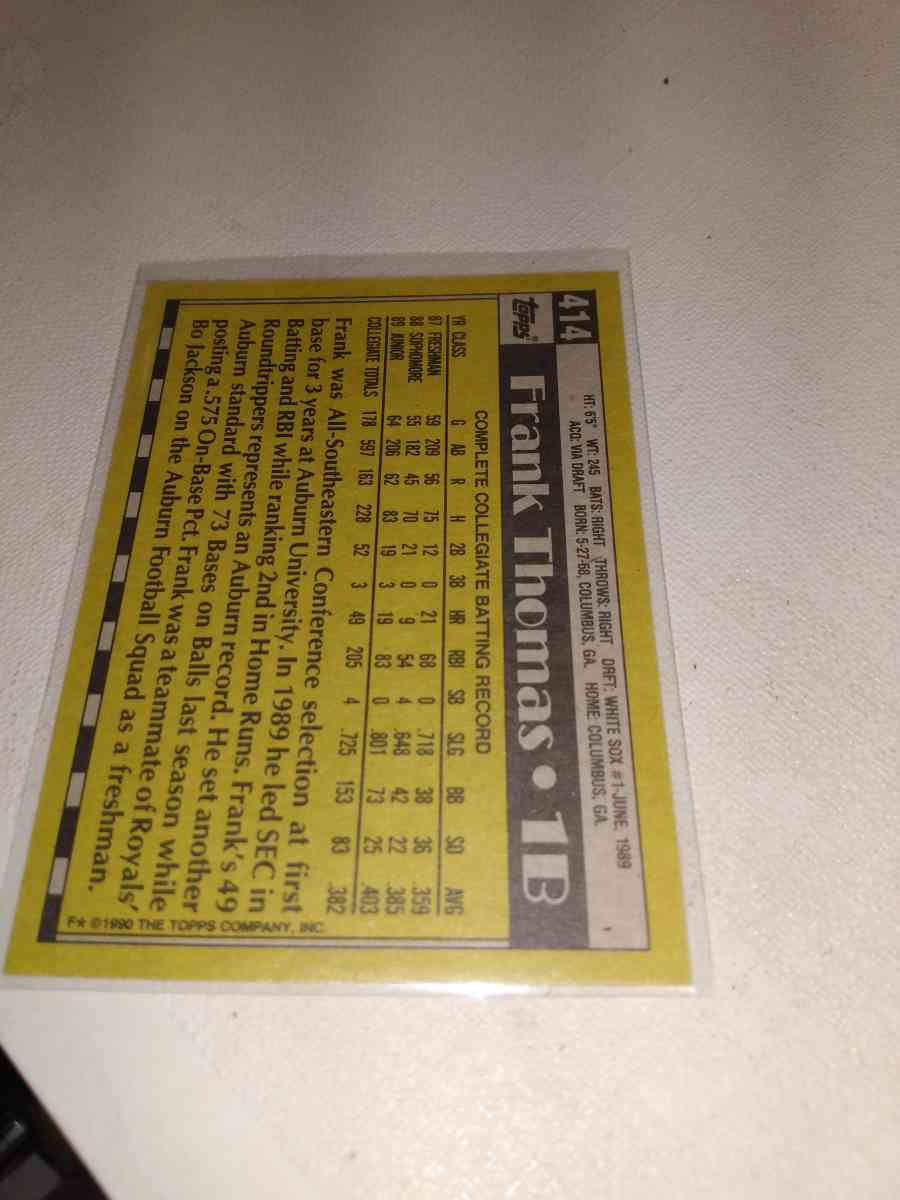 414
HT: 6'5" WT: 245 BATS: RIGHT THROWS: RIGHT DRFT: WHITE SOX #1-JUNE, 1989
ACQ: VIA DRAFT BORN: 5-27-68, COLUMBUS, GA. HOME: COLUMBUS, GA.
Topps Frank Thomas • 1B
COMPLETE COLLEGIATE BATTING RECORD
YR CLASS G AB R H 2B 3B HR RBI SB SLG BB SO AVG
87 FRESHMAN 59 209 56 75 12 0 21 68 0 .718 38 36 .359
88 SOPHOMORE 55 182 45 70 21 0 9 54 4 .648 42 22 .385
89 JUNIOR 64 206 62 83 19 3 19 83 0 .801 73 25 .403
COLLEGIATE TOTALS 178 597 163 228 52 3 49 205 4 .725 153 83 .382
Frank was All-Southeastern Conference selection at first
base for 3 years at Auburn University. In 1989 he led SEC in
Batting and RBI while ranking 2nd in Home Runs. Frank's 49
Roundtrippers represents an Auburn record. He set another
Auburn standard with 73 Bases on Balls last season while
posting a .575 On-Base Pct. Frank was a teammate of Royals'
Bo Jackson on the Auburn Football Squad as a freshman.
F* ©1990 THE TOPPS COMPANY, INC.